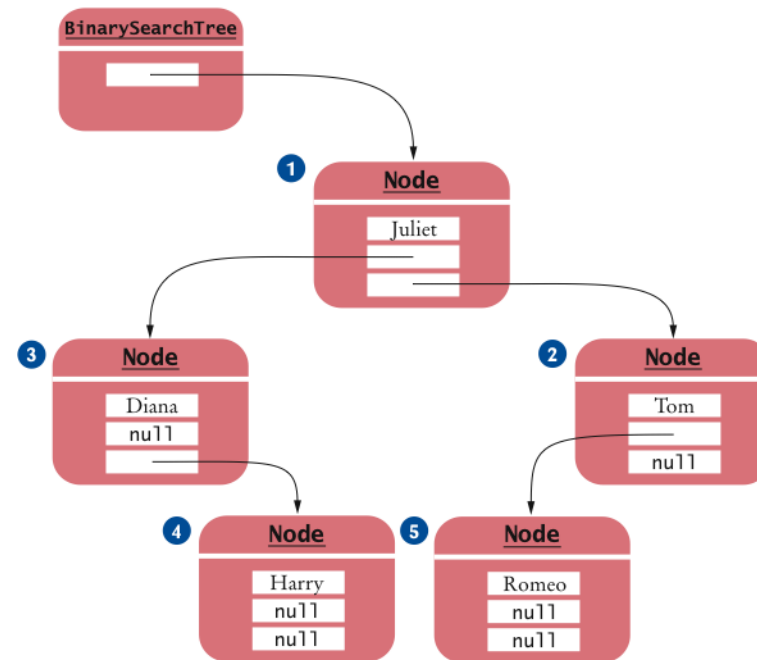 BinarySearchTree
1
Node
Juliet
3
Node
Diana
null
2
Node
Tom
null
4
Node
Harry
null
null
5
Node
Romeo
null
null